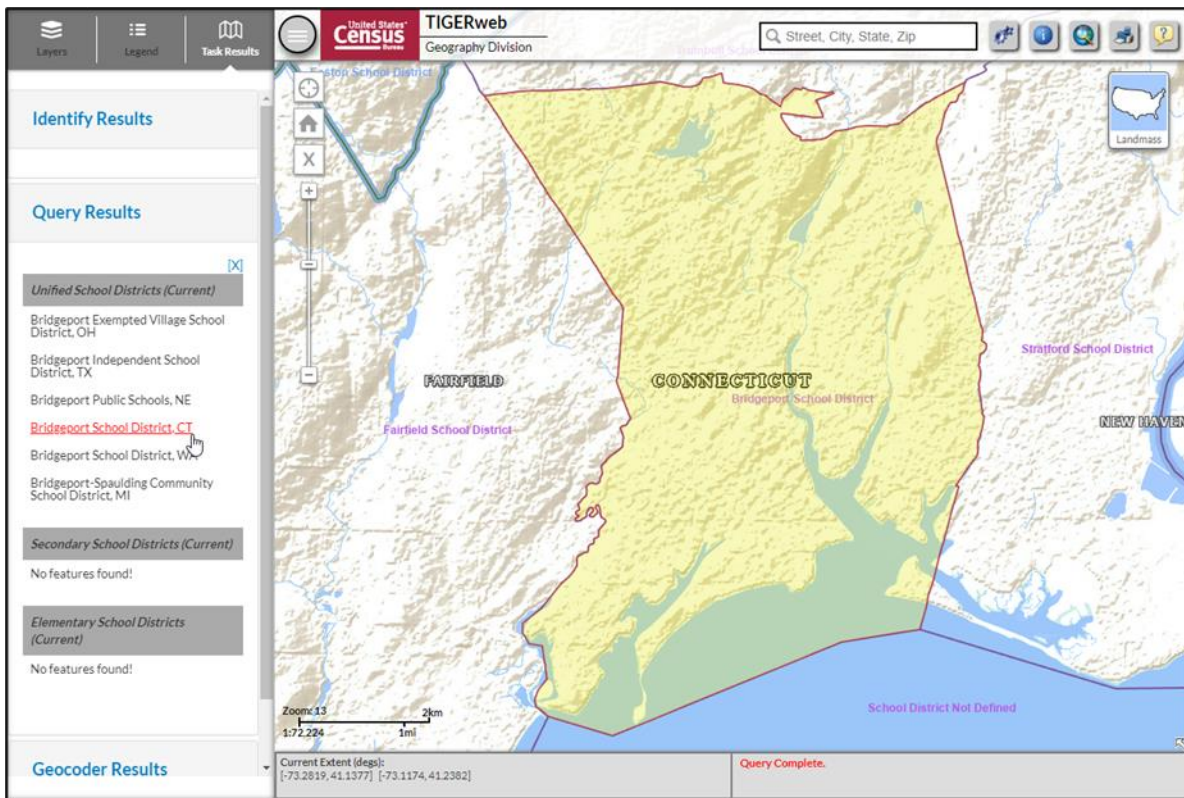 Layers
Legend
Task Results
United States®
Census
Bureau
TIGERweb
Geography Division
Street, City, State, Zip
Landmass
Identify Results
Query Results
[X]
Unified School Districts (Current)
Bridgeport Exempted Village School
District, OH
Bridgeport Independent School
District, TX
Bridgeport Public Schools, NE
Bridgeport School District, CT
Bridgeport School District, WA
Bridgeport-Spaulding Community
School District, MI
Secondary School Districts (Current)
No features found!
Elementary School Districts
(Current)
No features found!
Geocoder Results
Easton School District
X
FAIRFIELD
Fairfield School District
CONNECTICUT
Bridgeport School District
Stratford School District
NEW HAVEN
School District Not Defined
Zoom: 13
2km
1:72,224
1mi
Current Extent (degs):
[-73.2819, 41.1377] [-73.1174, 41.2382]
Query Complete.